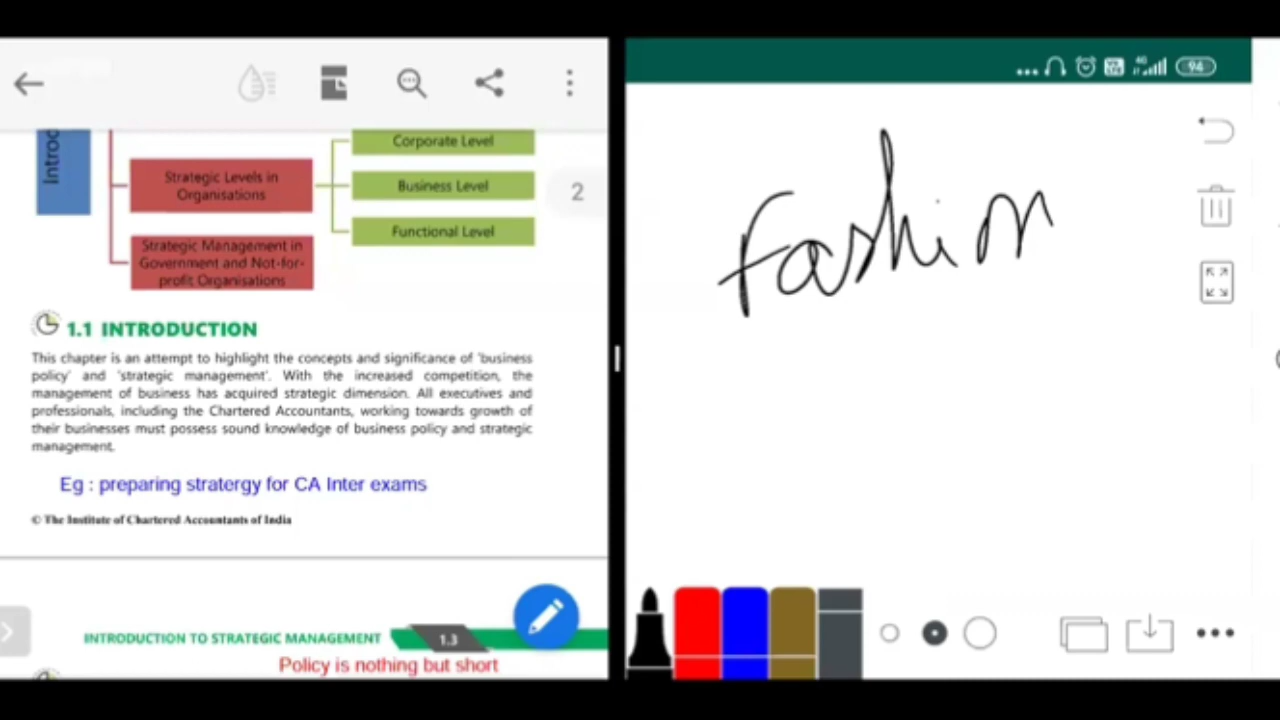 94
Introd
Corporate Level
Strategic Levels in
Organisations
Business Level
2
Functional Level
Strategic Management in
Government and Not-for-
profit Organisations
1.1 INTRODUCTION
This chapter is an attempt to highlight the concepts and significance of 'business
policy' and 'strategic management'. With the increased competition, the
management of business has acquired strategic dimension. All executives and
professionals, including the Chartered Accountants, working towards growth of
their businesses must possess sound knowledge of business policy and strategic
management.
Eg : preparing stratergy for CA Inter exams
© The Institute of Chartered Accountants of India
INTRODUCTION TO STRATEGIC MANAGEMENT 1.3
Policy is nothing but short
Fashion